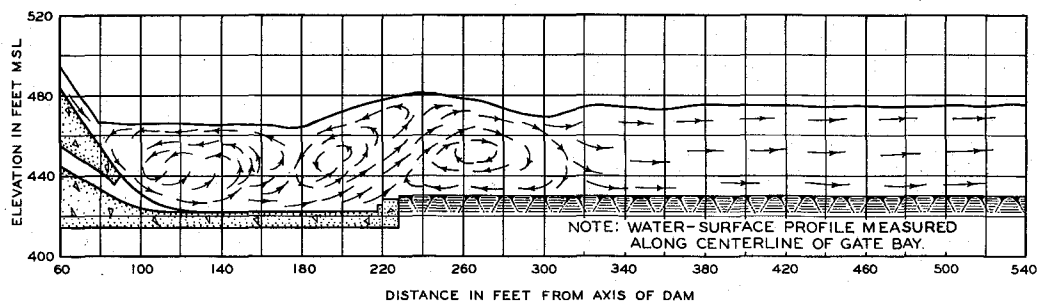 520
480
440
400
ELEVATION IN FEET MSL
NOTE: WATER-SURFACE PROFILE MEASURED
ALONG CENTERLINE OF GATE BAY.
60 100 140 180 220 260 300 340 380 420 460 500 540
DISTANCE IN FEET FROM AXIS OF DAM